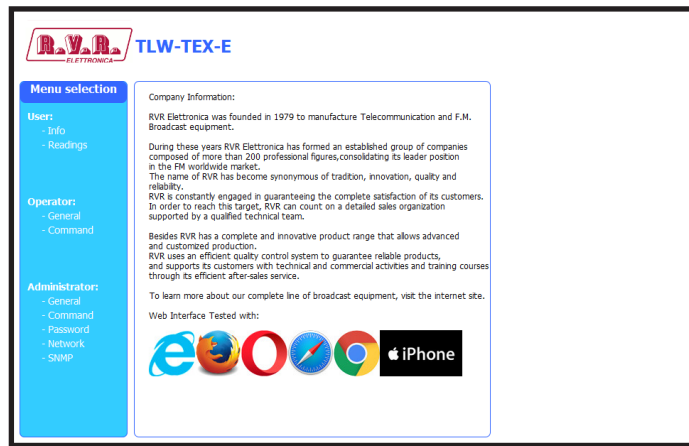 R.V.R.
ELETTRONICA
TLW-TEX-E
Menu selection
User:
- Info
- Readings
Operator:
- General
- Command
Administrator:
- General
- Command
- Password
- Network
- SNMP
Company Information:
RVR Elettronica was founded in 1979 to manufacture Telecommunication and F.M.
Broadcast equipment.
During these years RVR Elettronica has formed an established group of companies
composed of more than 200 professional figures,consolidating its leader position
in the FM worldwide market.
The name of RVR has become synonymous of tradition, innovation, quality and
reliability.
RVR is constantly engaged in guaranteeing the complete satisfaction of its customers.
In order to reach this target, RVR can count on a detailed sales organization
supported by a qualified technical team.
Besides RVR has a complete and innovative product range that allows advanced
and customized production.
RVR uses an efficient quality control system to guarantee reliable products,
and supports its customers with technical and commercial activities and training courses
through its efficient after-sales service.
To learn more about our complete line of broadcast equipment, visit the internet site.
Web Interface Tested with:
iPhone